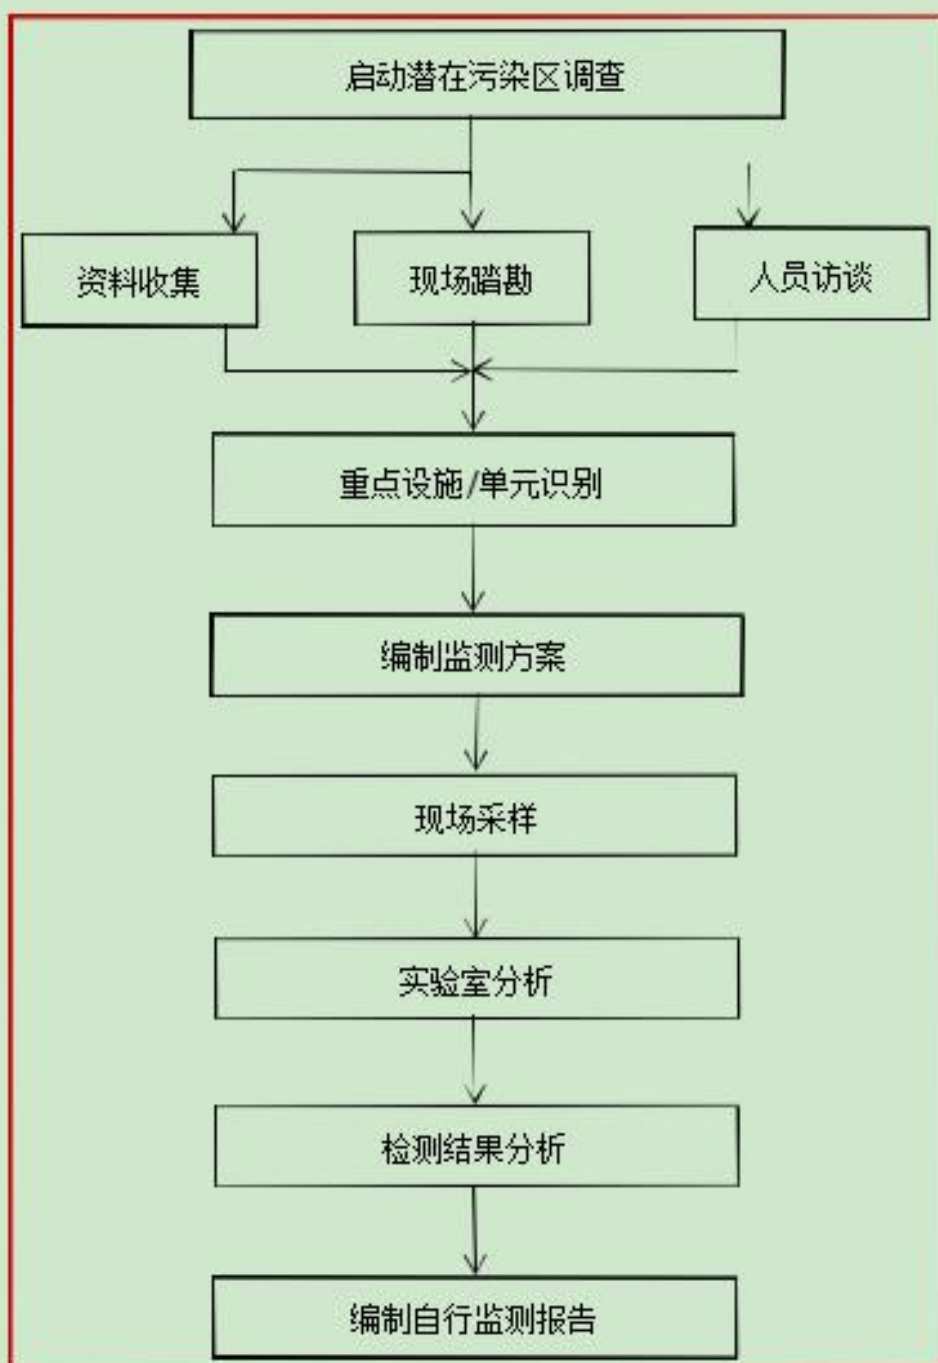 启动潜在污染区调查
资料收集
现场踏勘
人员访谈
重点设施/单元识别
编制监测方案
现场采样
实验室分析
检测结果分析
编制自行监测报告